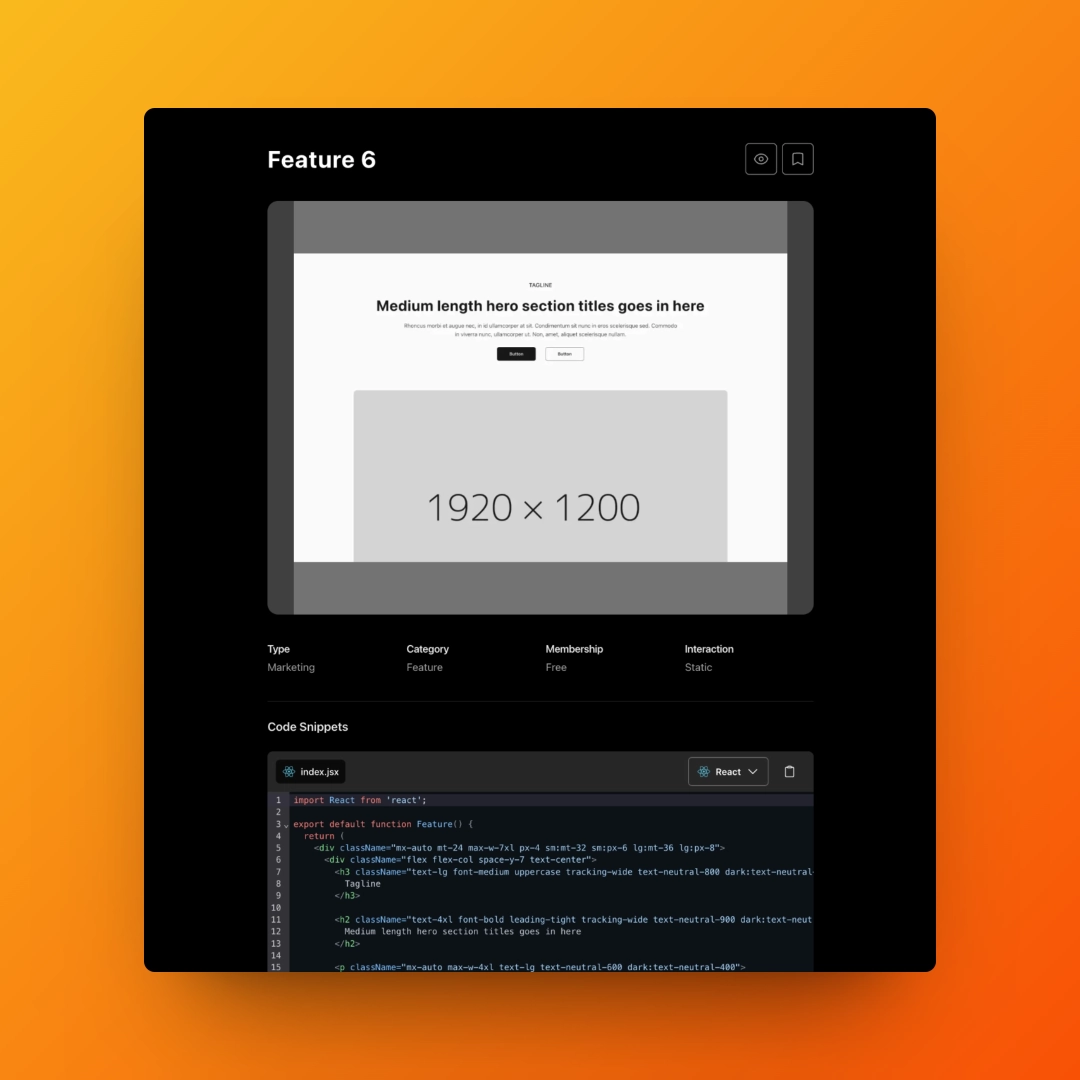 Feature 6
TAGLINE
Medium length hero section titles goes in here
Rhoncus morbi et augue nec, in id ullamcorper at sit. Condimentum sit nunc in eros scelerisque sed. Commodo
in viverra nunc, ullamcorper ut. Non, amet, aliquet scelerisque nullam.
Button Button
1920 × 1200
Type Category Membership Interaction
Marketing Feature Free Static
Code Snippets
index.jsx React
1 import React from 'react';
2
3 export default function Feature() {
4 return (
5 <div className="mx-auto mt-24 max-w-7xl px-4 sm:mt-32 sm:px-6 lg:mt-36 lg:px-8">
6 <div className="flex flex-col space-y-7 text-center">
7 <h3 className="text-lg font-medium uppercase tracking-wide text-neutral-800 dark:text-neutral-
8 Tagline
9 </h3>
10
11 <h2 className="text-4xl font-bold leading-tight tracking-wide text-neutral-900 dark:text-neut
12 Medium length hero section titles goes in here
13 </h2>
14
15 <p className="mx-auto max-w-4xl text-lg text-neutral-600 dark:text-neutral-400">